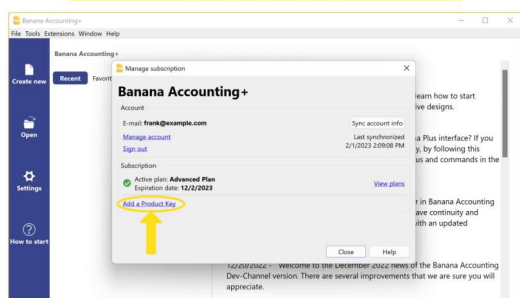 Banana Accounting+
File Tools Extensions Window Help
Banana Accounting+
Create new
Recent
Favorit
Open
Settings
How to start
Manage subscription
Banana Accounting+
Account
E-mail: frank@example.com
Sync account info
Manage account
Last synchronized
Sign out
2/1/2023 2:09:08 PM
Subscription
Active plan: Advanced Plan
Expiration date: 12/2/2023
View plans
Add a Product Key
Close
Help
learn how to start
ive designs.
a Plus interface? If you
y, by following this
us and commands in the
r in Banana Accounting
ave continuity and
ith an updated
12/20/2022 - Welcome to the December 2022 news of the Banana Accounting
Dev-Channel version. There are several improvements that we are sure you will
appreciate.